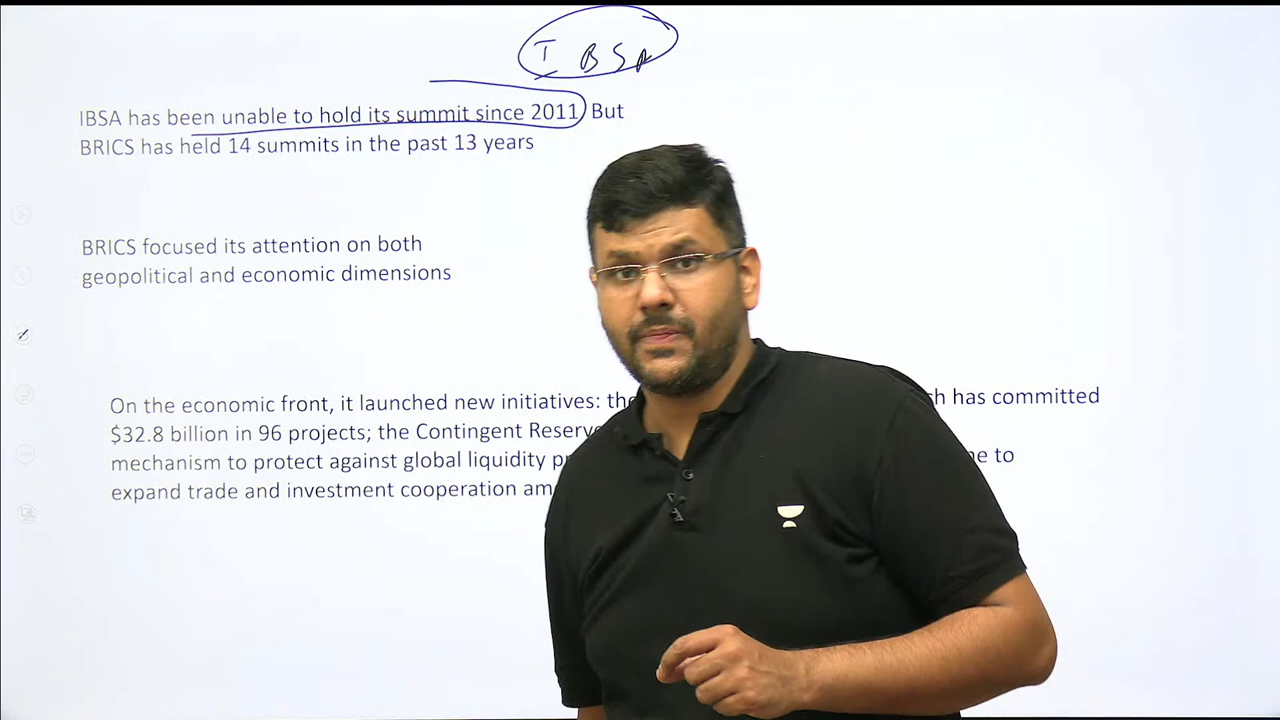 I BSA
IBSA has been unable to hold its summit since 2011 But
BRICS has held 14 summits in the past 13 years
BRICS focused its attention on both
geopolitical and economic dimensions
On the economic front, it launched new initiatives: the has committed
$32.8 billion in 96 projects; the Contingent Reserve
mechanism to protect against global liquidity to
expand trade and investment cooperation